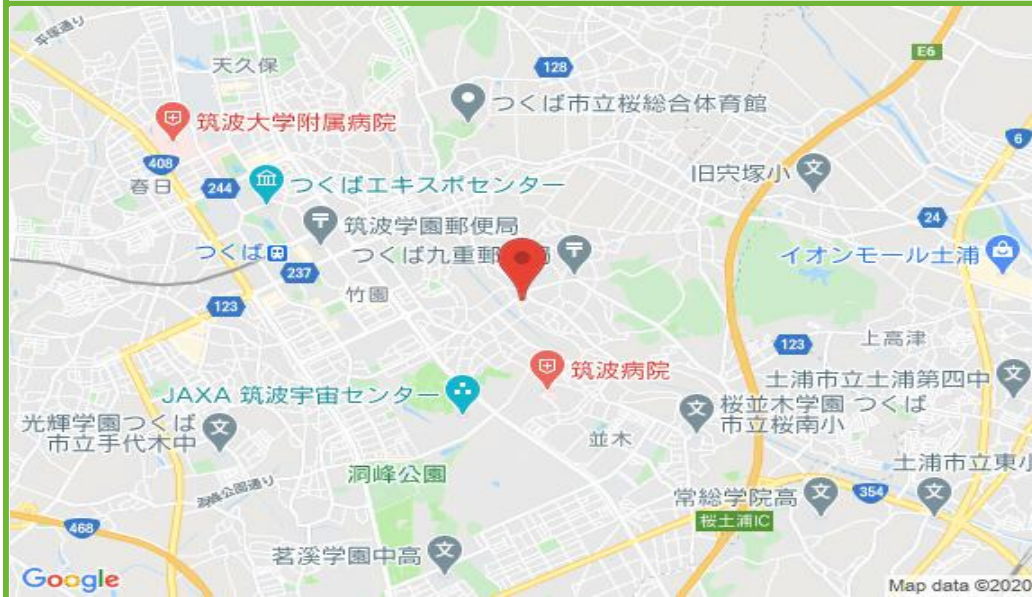 平塚通り
天久保
128
E6
つくば市立桜総合体育館
筑波大学附属病院
6
408
旧宍塚小
春日
244
つくばエキスポセンター
24
筑波学園郵便局
つくば
つくば九重郵
局
イオンモール土浦
237
竹園
123
上高津
123
筑波病院
土浦市立土浦第四中
JAXA 筑波宇宙センター
桜並木学園 つくば
市立桜南小
光輝学園つくば
市立手代木中
並木
土浦市立東小
洞峰公園
洞峰公園通り
常総学院高
354
桜土浦IC
468
茗溪学園中高
Google
Map data ©2020